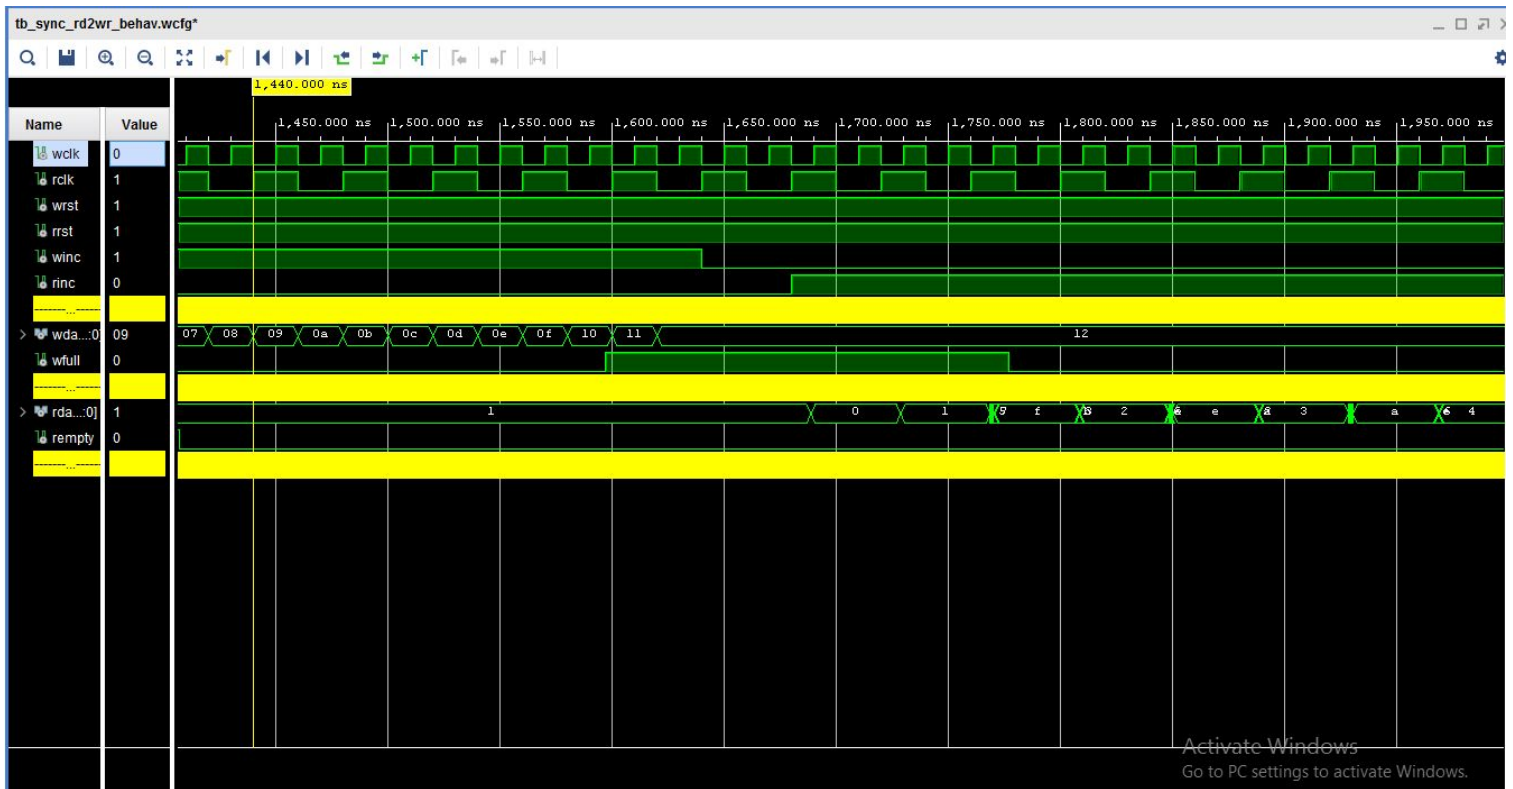 tb_sync_rd2wr_behav.wcfg*
1,440.000 ns
Name Value 1,450.000 ns 1,500.000 ns 1,550.000 ns 1,600.000 ns 1,650.000 ns 1,700.000 ns 1,750.000 ns 1,800.000 ns 1,850.000 ns 1,900.000 ns 1,950.000 ns
wclk 0
rclk 1
wrst 1
rrst 1
winc 1
rinc 0
wda...:0] 09 07 08 09 0a 0b 0c 0d 0e 0f 10 11 12
wfull 0
rda...:0] 1 1 0 1 f 2 e 3 a 4
rempty 0
Activate Windows
Go to PC settings to activate Windows.